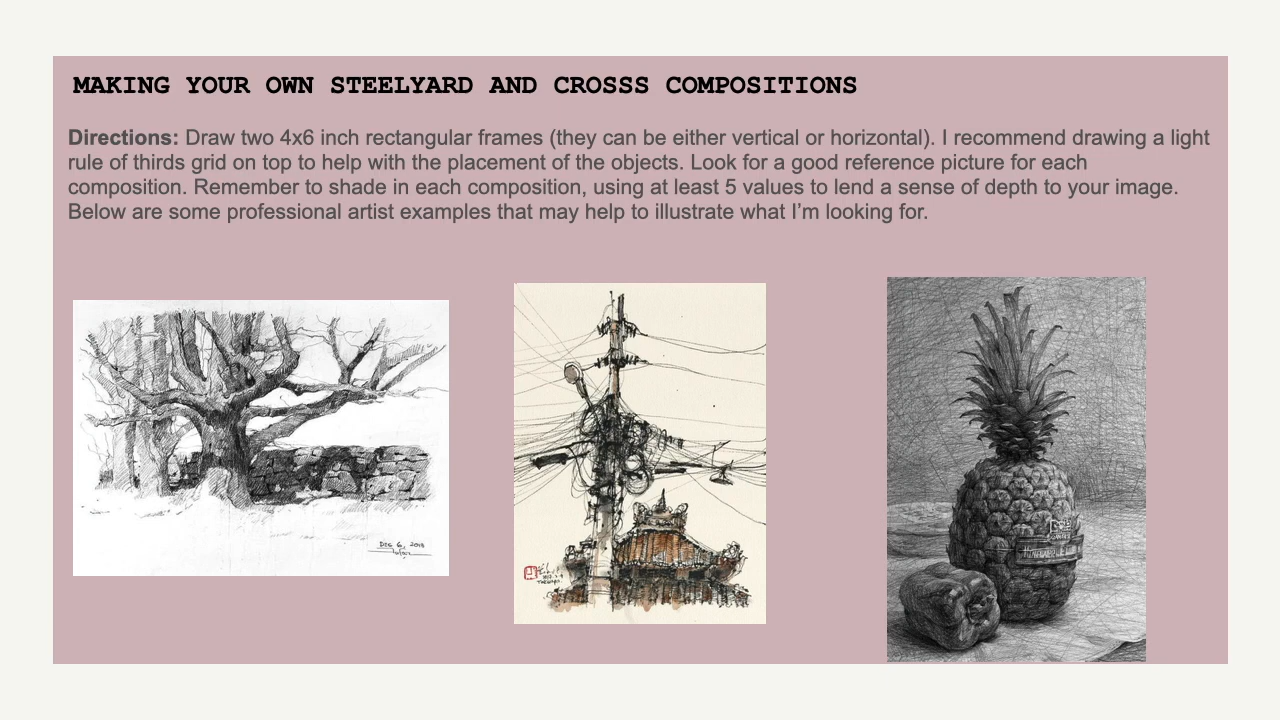 MAKING YOUR OWN STEELYARD AND CROSSS COMPOSITIONS
Directions: Draw two 4x6 inch rectangular frames (they can be either vertical or horizontal). I recommend drawing a light
rule of thirds grid on top to help with the placement of the objects. Look for a good reference picture for each
composition. Remember to shade in each composition, using at least 5 values to lend a sense of depth to your image.
Below are some professional artist examples that may help to illustrate what I’m looking for.
DEC 6, 2013